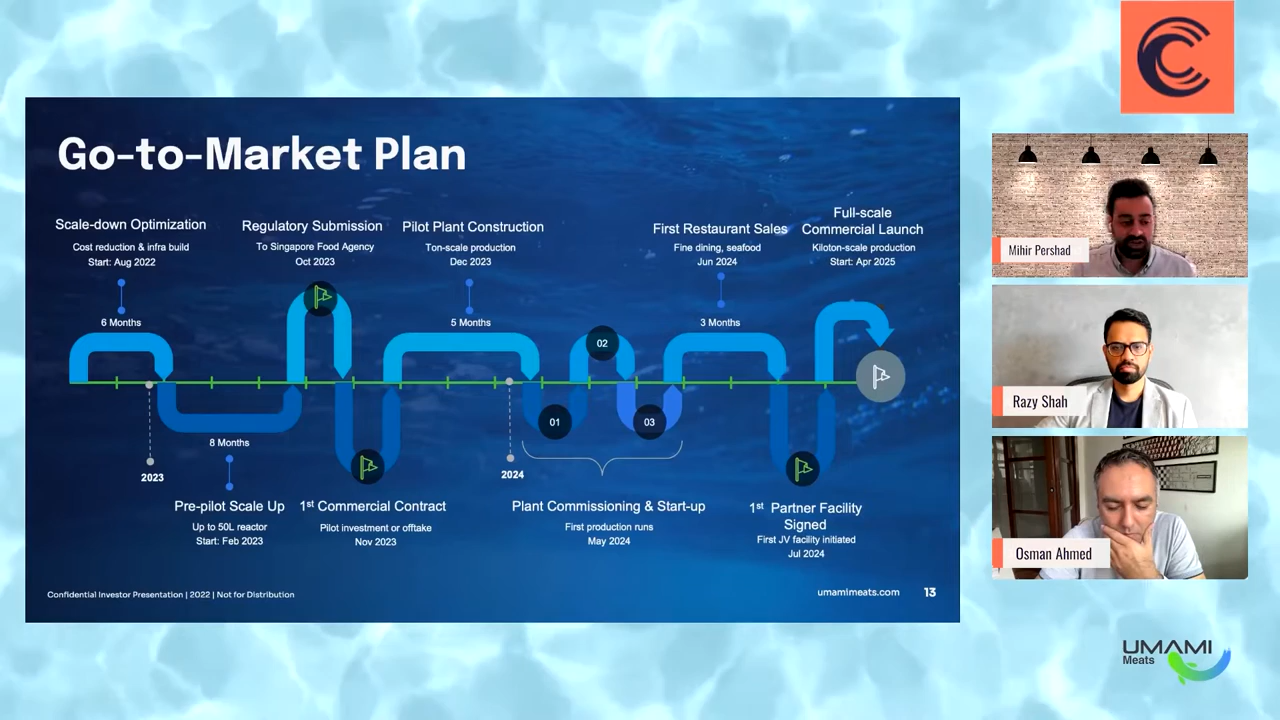 Go-to-Market Plan
Scale-down Optimization
Cost reduction & infra build
Start: Aug 2022
6 Months
Regulatory Submission
To Singapore Food Agency
Oct 2023
Pilot Plant Construction
Ton-scale production
Dec 2023
5 Months
First Restaurant Sales
Fine dining, seafood
Jun 2024
3 Months
Full-scale
Commercial Launch
Kiloton-scale production
Start: Apr 2025
02
01
03
2023
8 Months
Pre-pilot Scale Up
Up to 50L reactor
Start: Feb 2023
1st Commercial Contract
Pilot investment or offtake
Nov 2023
2024
Plant Commissioning & Start-up
First production runs
May 2024
1st Partner Facility
Signed
First JV facility initiated
Jul 2024
Confidential Investor Presentation | 2022 | Not for Distribution
umamimeats.com
13
Mihir Pershad
Razy Shah
Osman Ahmed
UMAMI
Meats